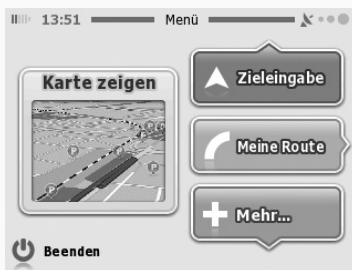 13:51 Menü
Karte zeigen
Zieleingabe
Meine Route
Mehr...
Beenden